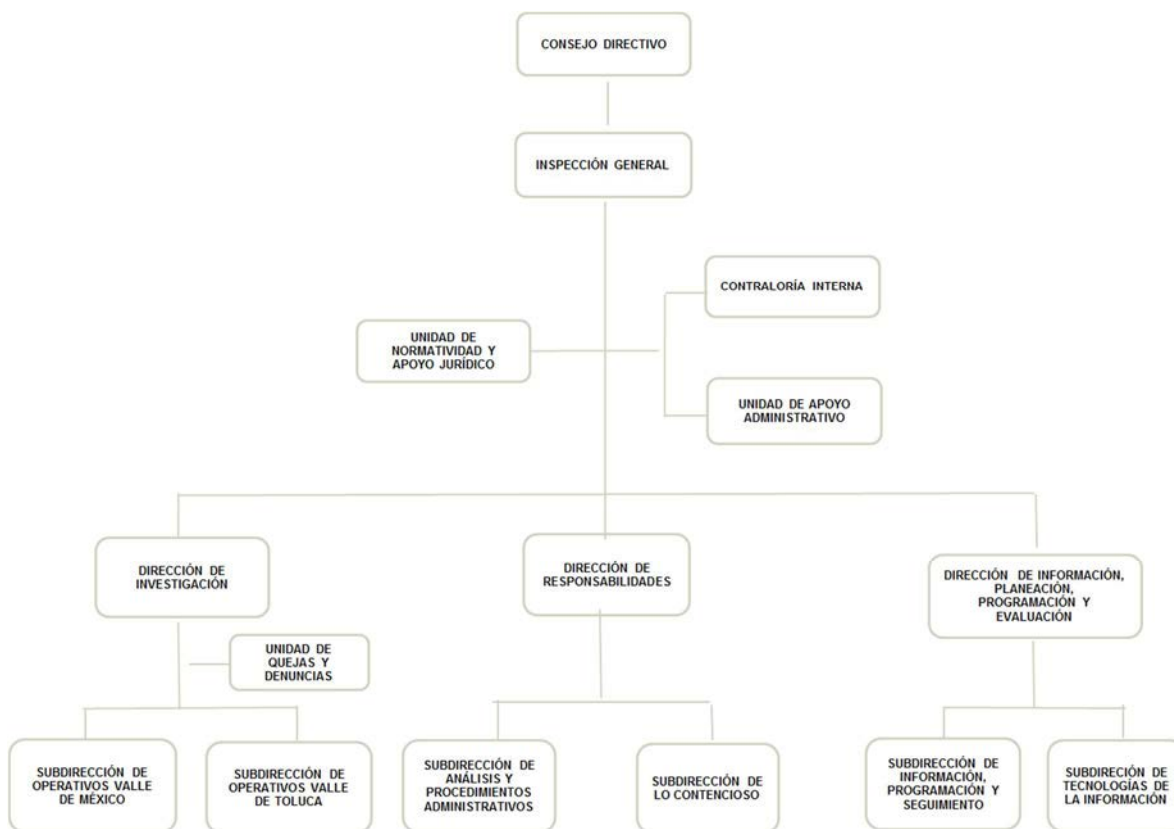 CONSEJO DIRECTIVO
INSPECCIÓN GENERAL
CONTRALORÍA INTERNA
UNIDAD DE
NORMATIVIDAD Y
APOYO JURÍDICO
UNIDAD DE APOYO
ADMINISTRATIVO
DIRECCIÓN DE
INVESTIGACIÓN
DIRECCIÓN DE
RESPONSABILIDADES
DIRECCIÓN DE INFORMACIÓN,
PLANEACIÓN,
PROGRAMACIÓN Y
EVALUACIÓN
UNIDAD DE
QUEJAS Y
DENUNCIAS
SUBDIRECCIÓN DE
OPERATIVOS VALLE
DE MÉXICO
SUBDIRECCIÓN DE
OPERATIVOS VALLE
DE TOLUCA
SUBDIRECCIÓN DE
ANÁLISIS Y
PROCEDIMIENTOS
ADMINISTRATIVOS
SUBDIRECCIÓN DE
LO CONTENCIOSO
SUBDIRECCIÓN DE
INFORMACIÓN,
PROGRAMACIÓN Y
SEGUIMIENTO
SUBDIRECIÓN DE
TECNOLOGÍAS DE
LA INFORMACIÓN